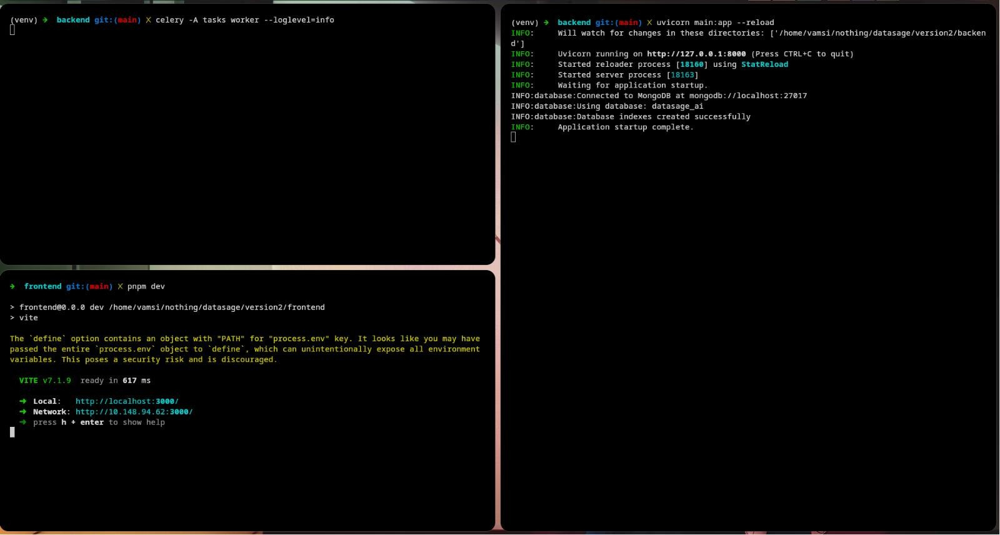 (venv) ➜  backend git:(main) ✗ celery -A tasks worker --loglevel=info
➜  frontend git:(main) ✗ pnpm dev
> frontend@0.0.0 dev /home/vamsi/nothing/datasage/version2/frontend
> vite
The `define` option contains an object with "PATH" for "process.env" key. It looks like you may have
passed the entire `process.env` object to `define`, which can unintentionally expose all environment
variables. This poses a security risk and is discouraged.
VITE v7.1.9  ready in 617 ms
➜  Local:   http://localhost:3000/
➜  Network: http://10.148.94.62:3000/
➜  press h + enter to show help
(venv) ➜  backend git:(main) ✗ uvicorn main:app --reload
INFO:     Will watch for changes in these directories: ['/home/vamsi/nothing/datasage/version2/backen
d']
INFO:     Uvicorn running on http://127.0.0.1:8000 (Press CTRL+C to quit)
INFO:     Started reloader process [18160] using StatReload
INFO:     Started server process [18163]
INFO:     Waiting for application startup.
INFO:database:Connected to MongoDB at mongodb://localhost:27017
INFO:database:Using database: datasage_ai
INFO:database:Database indexes created successfully
INFO:     Application startup complete.